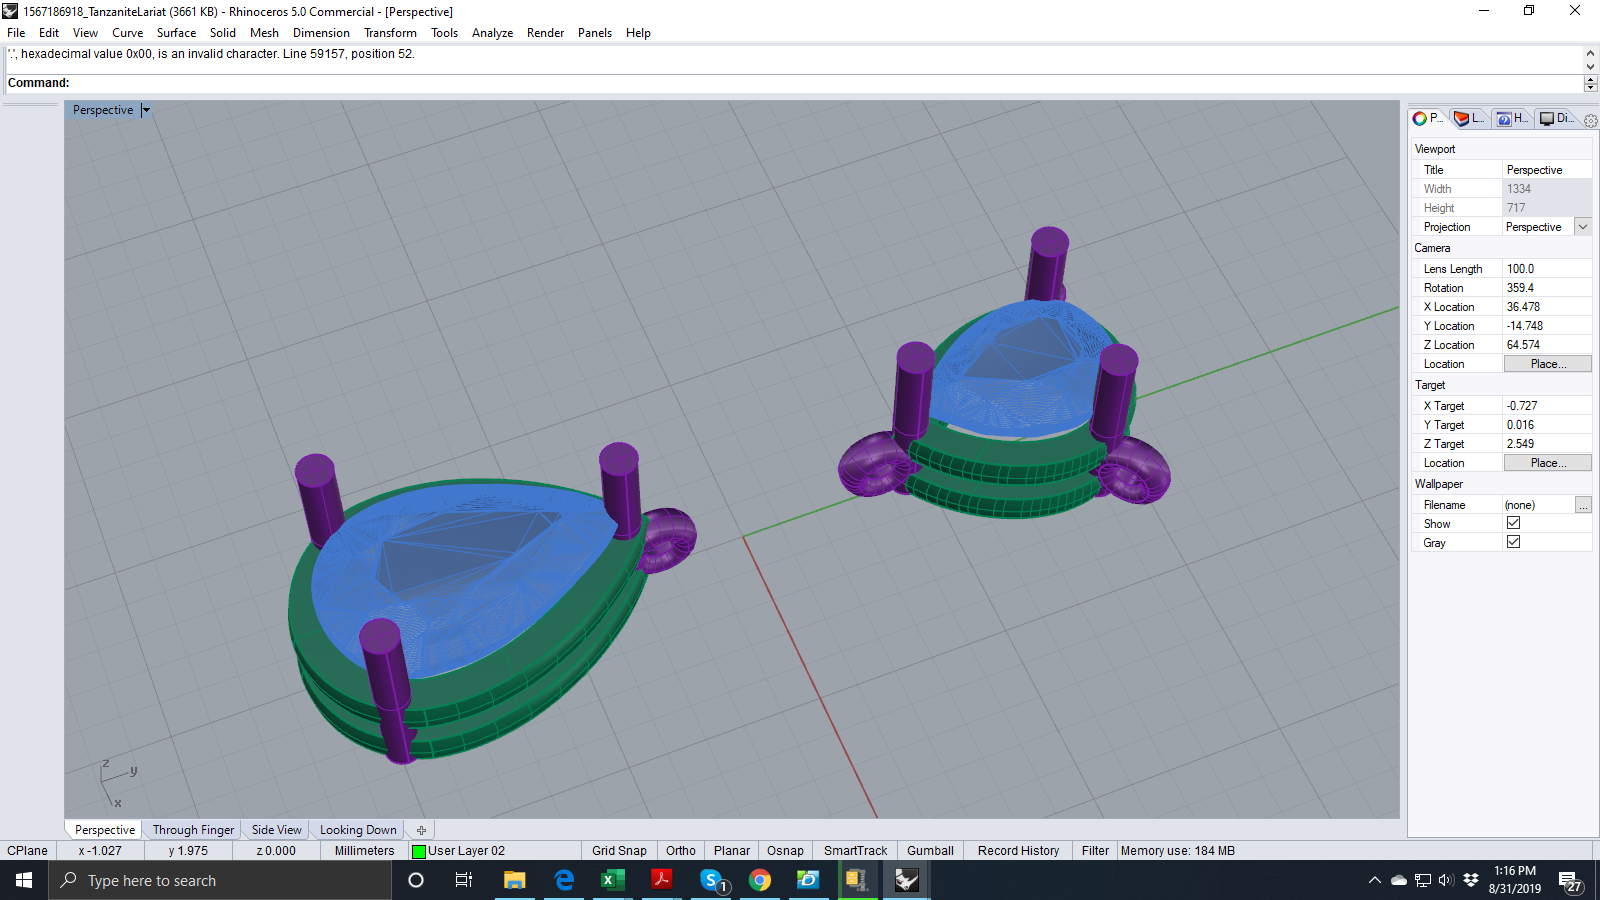 1567186918_TanzaniteLariat (3661 KB) - Rhinoceros 5.0 Commercial - [Perspective]
File Edit View Curve Surface Solid Mesh Dimension Transform Tools Analyze Render Panels Help
'.', hexadecimal value 0x00, is an invalid character. Line 59157, position 52.
Command:
Perspective
P... L... H... Di...
Viewport
Title Perspective
Width 1334
Height 717
Projection Perspective
Camera
Lens Length 100.0
Rotation 359.4
X Location 36.478
Y Location -14.748
Z Location 64.574
Location Place...
Target
X Target -0.727
Y Target 0.016
Z Target 2.549
Location Place...
Wallpaper
Filename (none) ...
Show
Gray
z
y
x
Perspective Through Finger Side View Looking Down
CPlane x -1.027 y 1.975 z 0.000 Millimeters User Layer 02 Grid Snap Ortho Planar Osnap SmartTrack Gumball Record History Filter Memory use: 184 MB
Type here to search
1
1:16 PM
8/31/2019
27